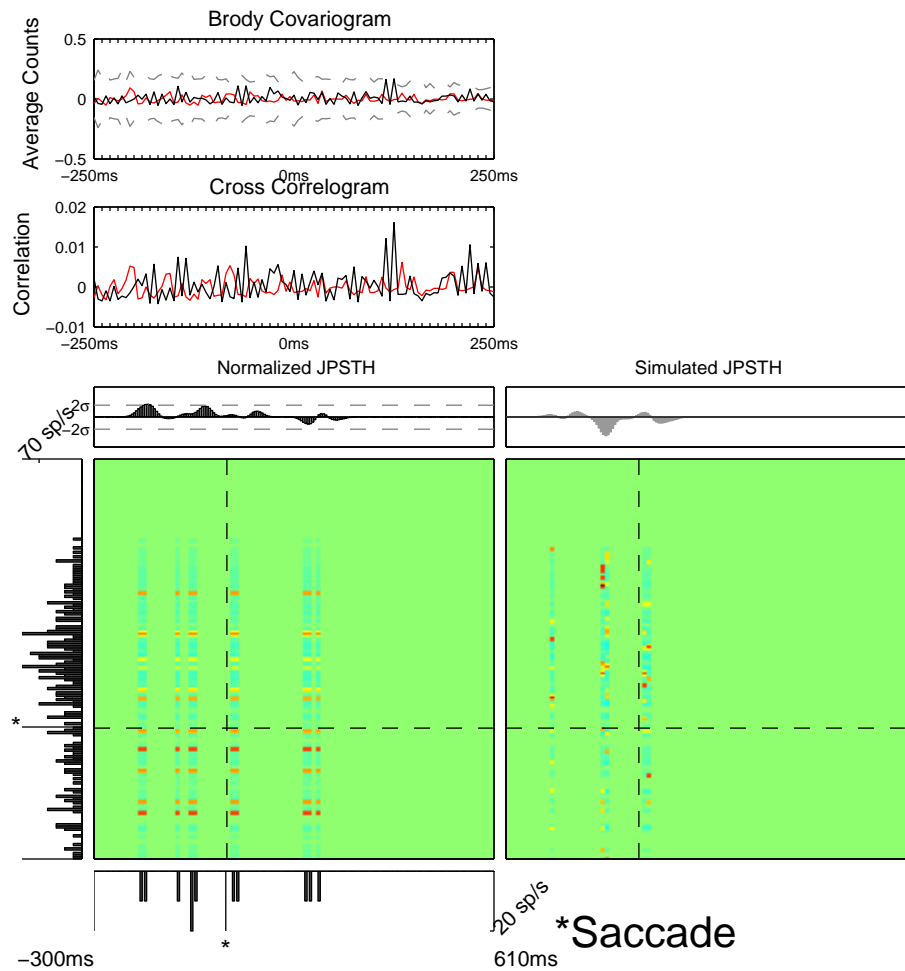 Brody Covariogram
Average Counts
0.5
0
−0.5
−250ms
0ms
250ms
Cross Correlogram
Correlation
0.02
0.01
0
−0.01
−250ms
0ms
250ms
Normalized JPSTH
Simulated JPSTH
70 sp/s
2σ
−2σ
*
*
20 sp/s
*Saccade
−300ms
610ms